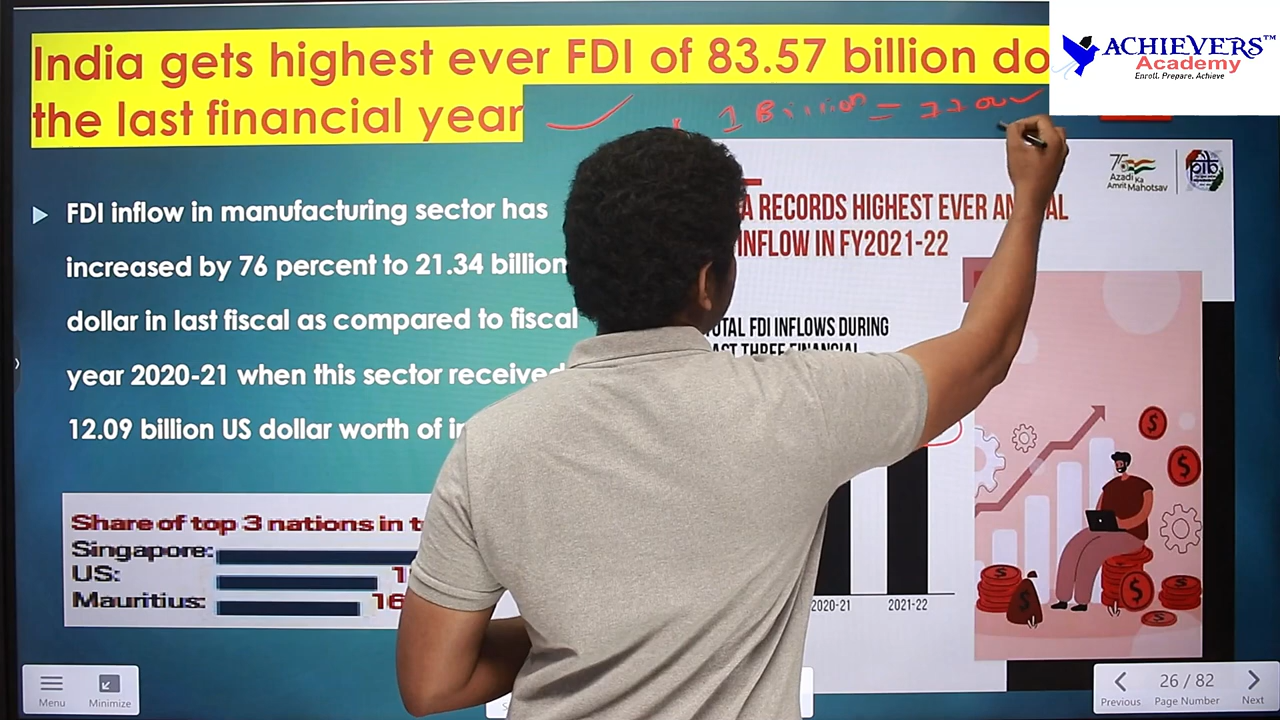 India gets highest ever FDI of 83.57 billion do
the last financial year
ACHIEVERS™
Academy
Enroll. Prepare. Achieve
1 Billion =
75
Azadi Ka
Amrit Mahotsav
pib
FDI inflow in manufacturing sector has
increased by 76 percent to 21.34 billion
dollar in last fiscal as compared to fiscal
year 2020-21 when this sector received
12.09 billion US dollar worth of
A RECORDS HIGHEST EVER
INFLOW IN FY2021-22
TOTAL FDI INFLOWS DURING
THREE FINANCIAL
2020-21 2021-22
Share of top 3 nations in
Singapore:
US:
Mauritius: 16
Menu
Minimize
26 / 82
Previous
Page Number
Next